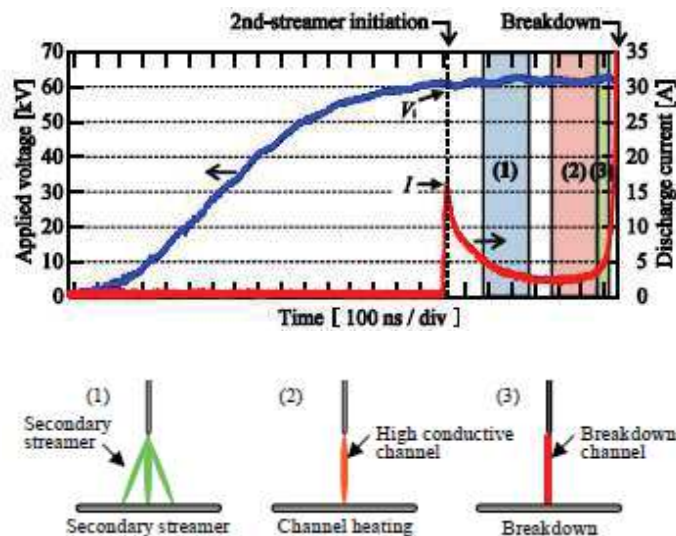 2nd-streamer initiation Breakdown
70 35
60 30
50 25
40 20
30 15
20 10
10 5
0 0
Applied voltage [kV]
Discharge current [A]
Vi
I
(1) (2) (3)
Time [ 100 ns / div ]
(1) (2) (3)
Secondary
streamer
High conductive
channel
Breakdown
channel
Secondary streamer Channel heating Breakdown